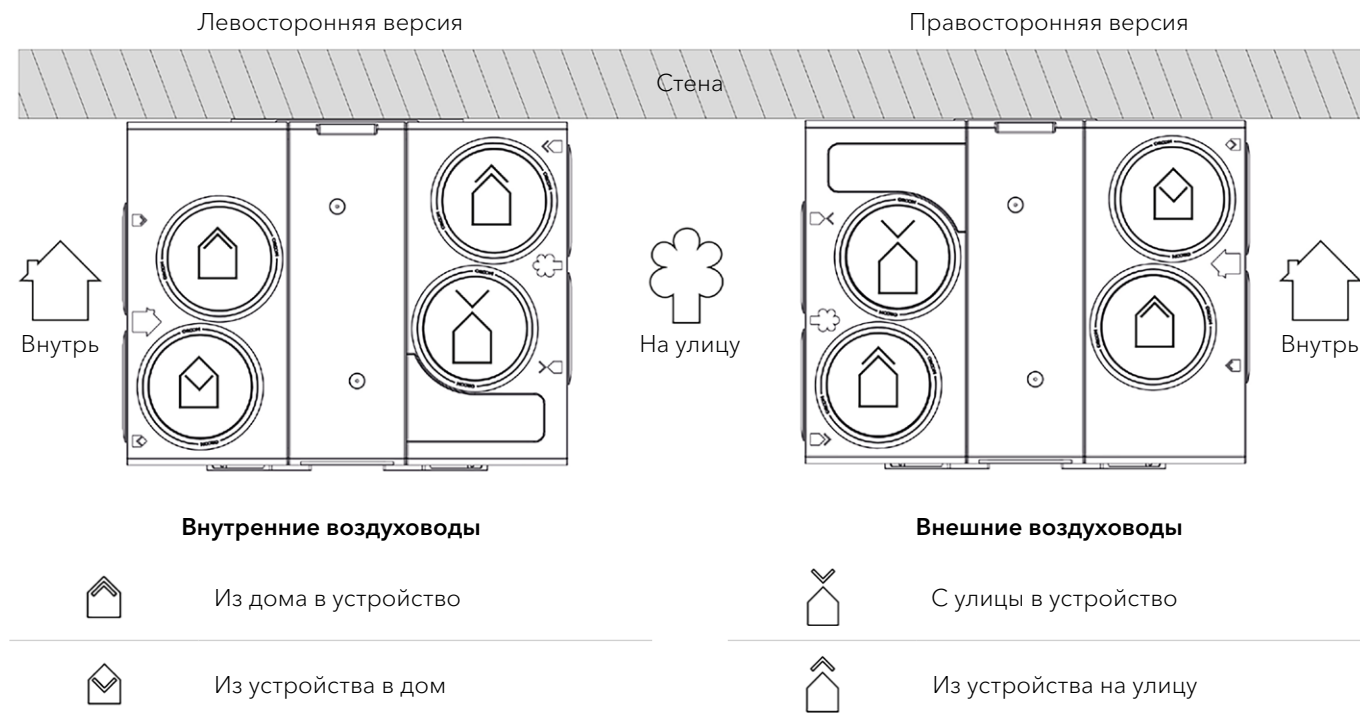 Левосторонняя версия
Правосторонняя версия
Стена
Внутрь
На улицу
Внутрь
Внутренние воздуховоды
Внешние воздуховоды
Из дома в устройство
С улицы в устройство
Из устройства в дом
Из устройства на улицу